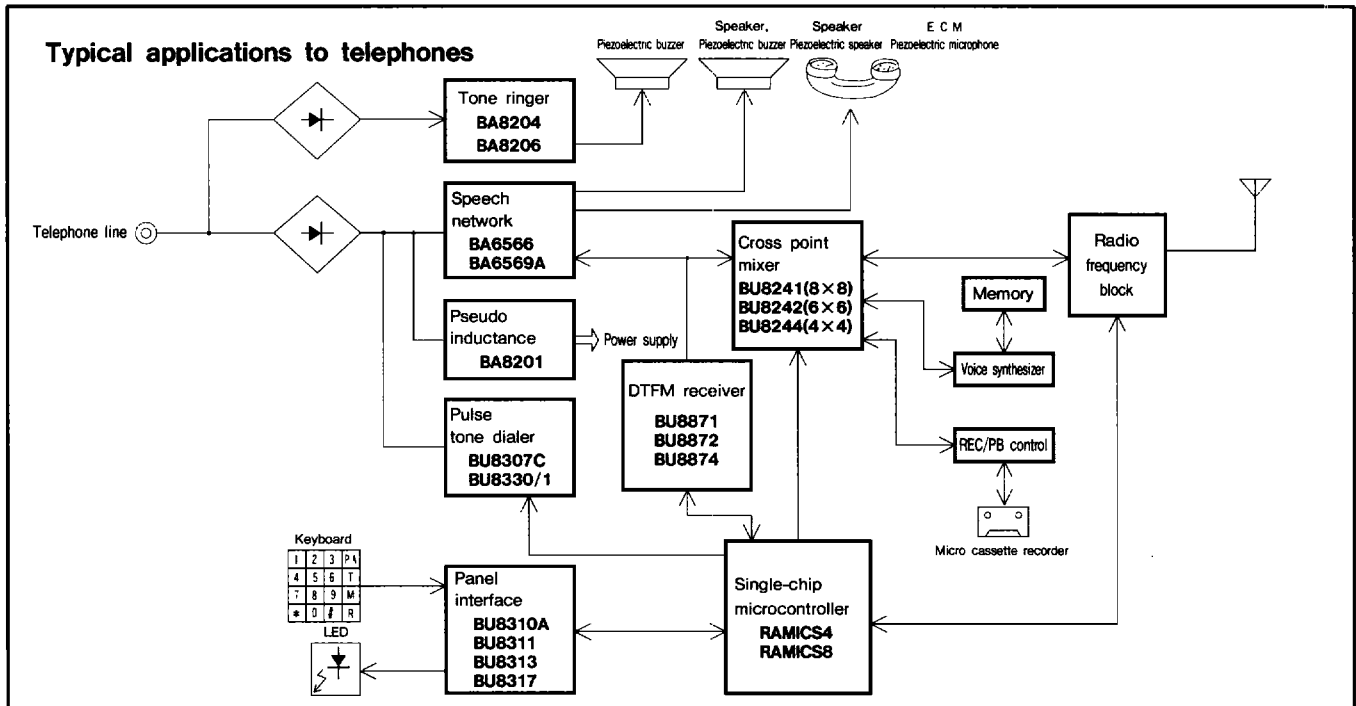 Typical applications to telephones
Piezoelectric buzzer
Speaker,
Piezoelectric buzzer
Speaker
Piezoelectric speaker
E C M
Piezoelectric microphone
Tone ringer
BA8204
BA8206
Telephone line
Speech
network
BA6566
BA6569A
Pseudo
inductance
BA8201
Power supply
Pulse
tone dialer
BU8307C
BU8330/1
Cross point
mixer
BU8241(8×8)
BU8242(6×6)
BU8244(4×4)
Radio
frequency
block
Memory
Voice synthesizer
REC/PB control
Micro cassette recorder
DTFM receiver
BU8871
BU8872
BU8874
Keyboard
1 2 3 PA
4 5 6 T
7 8 9 M
* 0 # R
LED
Panel
interface
BU8310A
BU8311
BU8313
BU8317
Single-chip
microcontroller
RAMICS4
RAMICS8